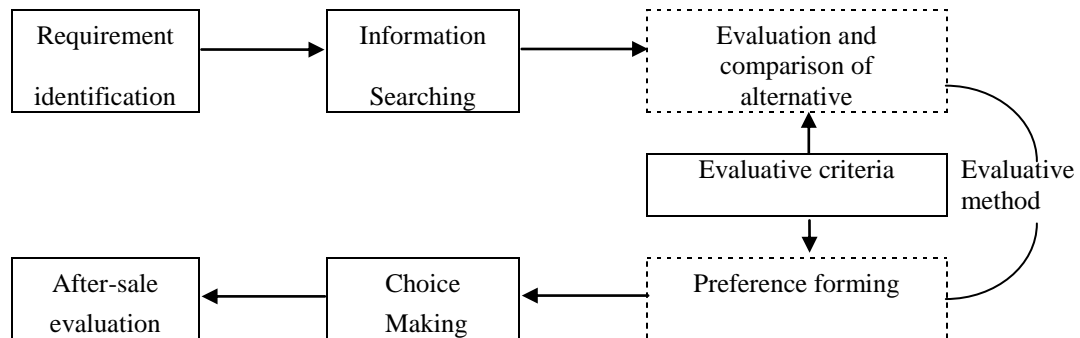 Requirement
identification
Information
Searching
Evaluation and
comparison of
alternative
Evaluative criteria
Evaluative
method
After-sale
evaluation
Choice
Making
Preference forming